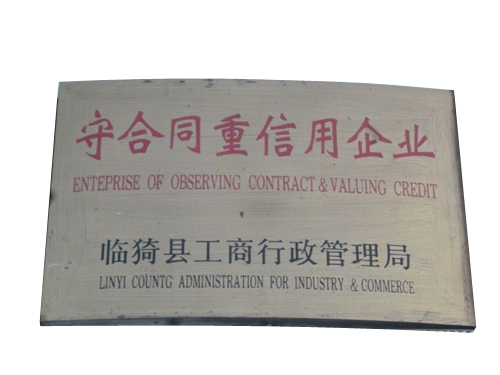 守合同重信用企业
ENTEPRISE OF OBSERVING CONTRACT & VALUING CREDIT
临猗县工商行政管理局
LINYI COUNTG ADMINISTRATION FOR INDUSTRY & COMMERCE